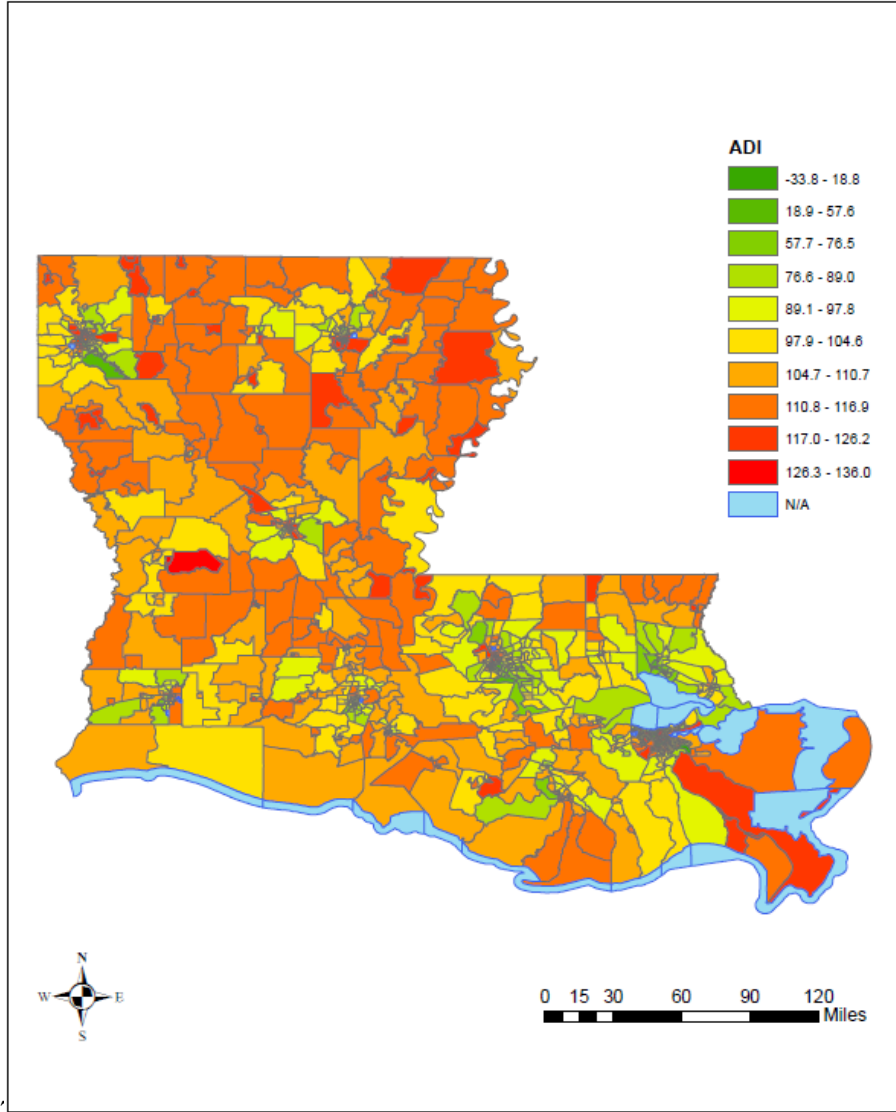 ADI
-33.8 - 18.8
18.9 - 57.6
57.7 - 76.5
76.6 - 89.0
89.1 - 97.8
97.9 - 104.6
104.7 - 110.7
110.8 - 116.9
117.0 - 126.2
126.3 - 136.0
N/A
N
W E
S
0 15 30 60 90 120
Miles
,